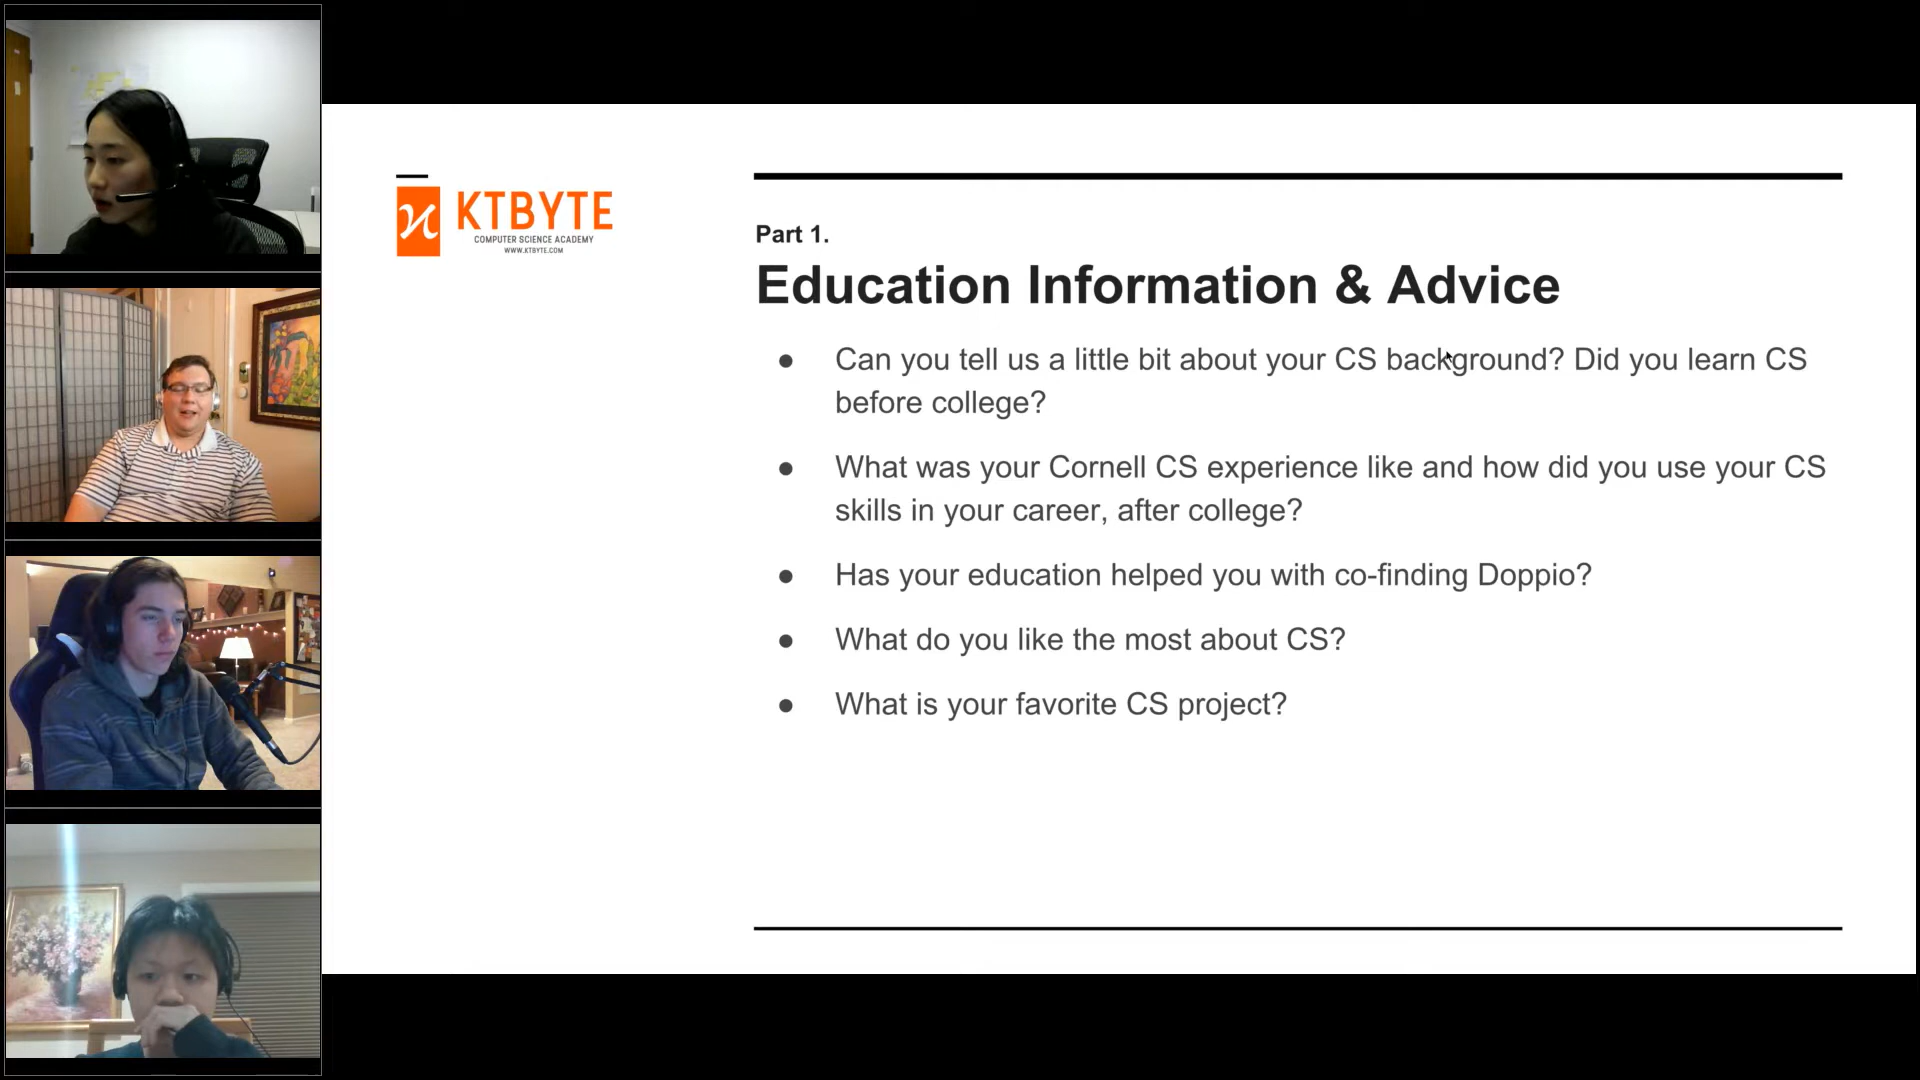 KTBYTE
COMPUTER SCIENCE ACADEMY
WWW.KTBYTE.COM
Part 1.
Education Information & Advice
● Can you tell us a little bit about your CS background? Did you learn CS
before college?
● What was your Cornell CS experience like and how did you use your CS
skills in your career, after college?
● Has your education helped you with co-finding Doppio?
● What do you like the most about CS?
● What is your favorite CS project?